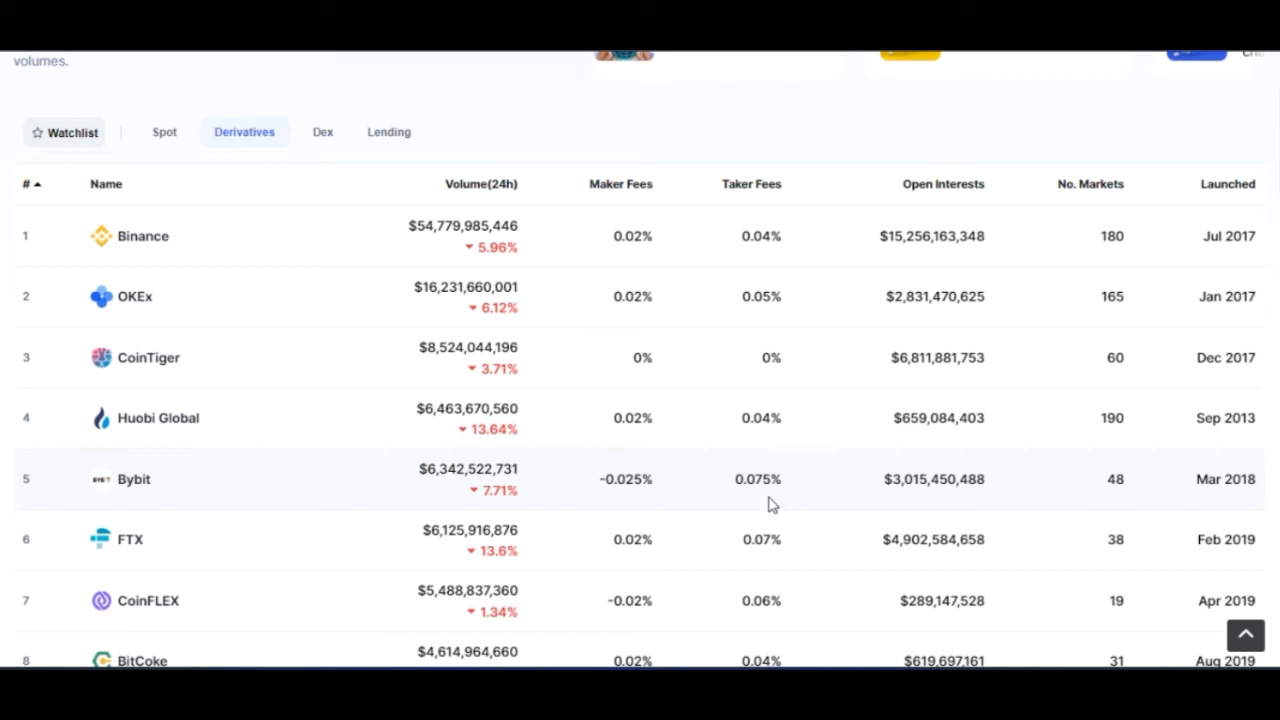 volumes.
Watchlist Spot Derivatives Dex Lending
# Name Volume(24h) Maker Fees Taker Fees Open Interests No. Markets Launched
1 Binance $54,779,985,446 0.02% 0.04% $15,256,163,348 180 Jul 2017
5.96%
2 OKEx $16,231,660,001 0.02% 0.05% $2,831,470,625 165 Jan 2017
6.12%
3 CoinTiger $8,524,044,196 0% 0% $6,811,881,753 60 Dec 2017
3.71%
4 Huobi Global $6,463,670,560 0.02% 0.04% $659,084,403 190 Sep 2013
13.64%
5 Bybit $6,342,522,731 -0.025% 0.075% $3,015,450,488 48 Mar 2018
7.71%
6 FTX $6,125,916,876 0.02% 0.07% $4,902,584,658 38 Feb 2019
13.6%
7 CoinFLEX $5,488,837,360 -0.02% 0.06% $289,147,528 19 Apr 2019
1.34%
8 BitCoke $4,614,964,660 0.02% 0.04% $619,697,161 31 Aug 2019